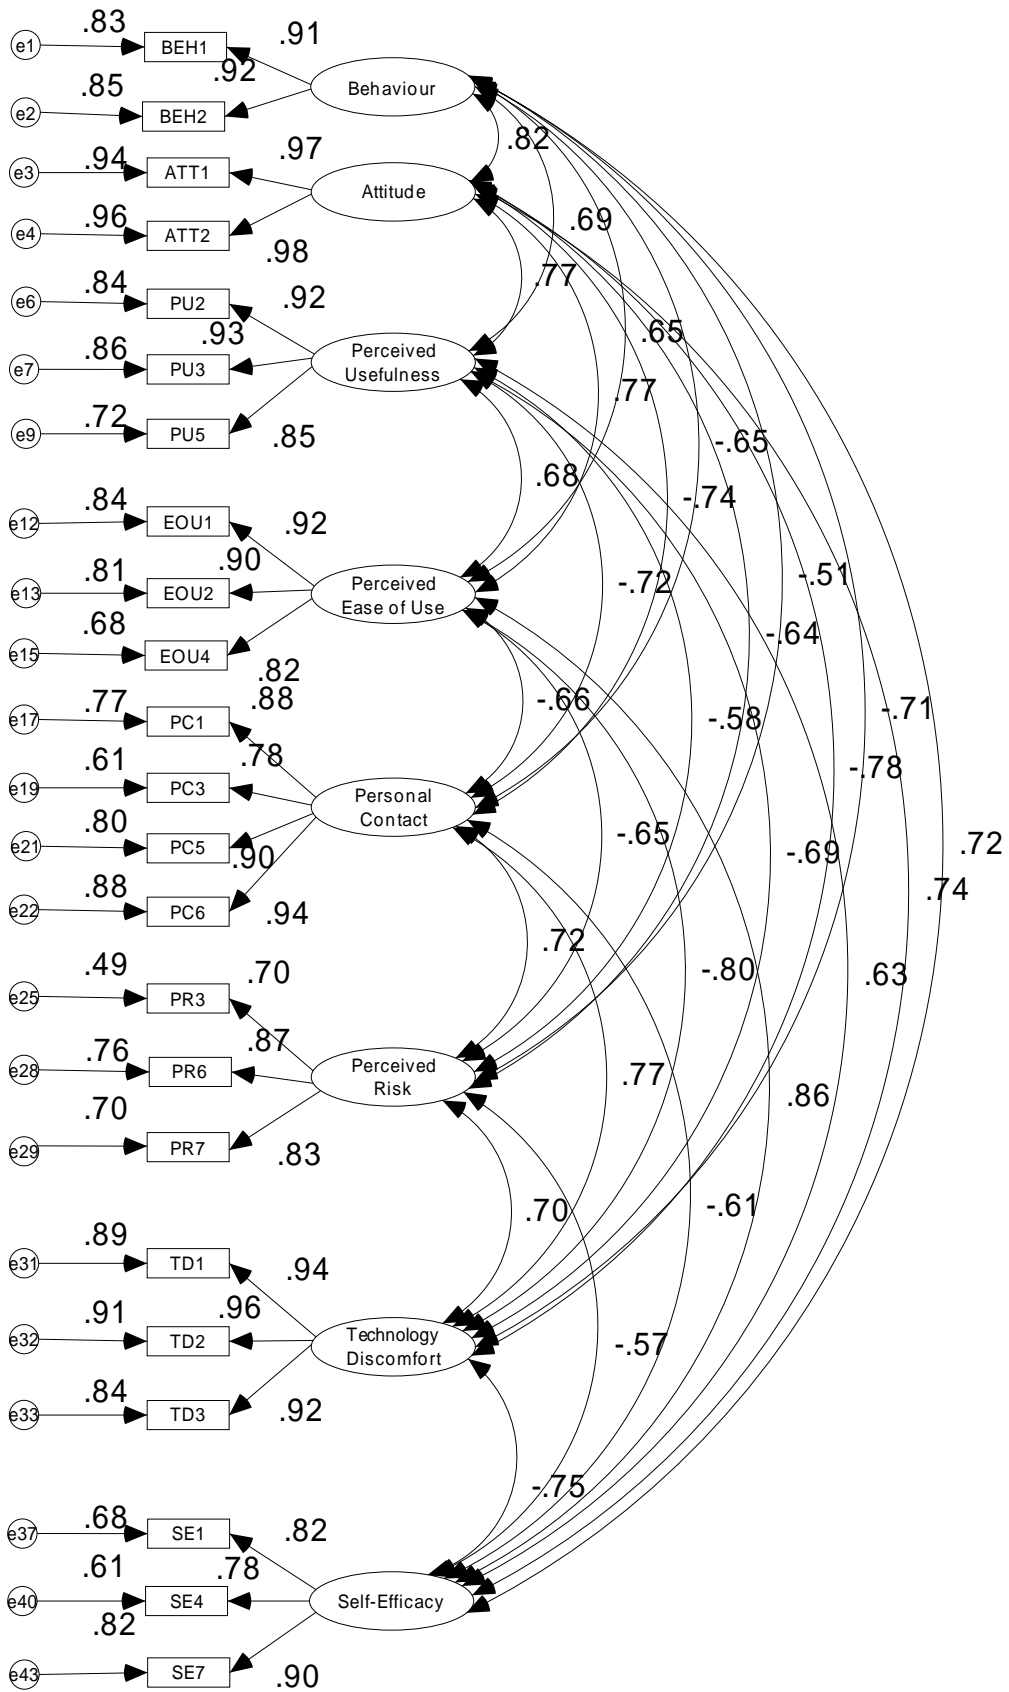 .83
e1
BEH1
.91
.92
Behaviour
.85
e2
BEH2
.82
.94
e3
ATT1
.97
Attitude
.96
e4
ATT2
.98
.69
.77
.84
e6
PU2
.92
.93
.65
Perceived
Usefulness
.86
e7
PU3
.77
.72
e9
PU5
.85
-.65
.68
-.74
.84
e12
EOU1
.92
.90
-.51
-.72
Perceived
Ease of Use
.81
e13
EOU2
-.64
.68
e15
EOU4
.82
.88
-.66
-.58
-.71
.77
e17
PC1
.78
-.78
.61
e19
PC3
Personal
Contact
.80
e21
PC5
.90
-.65
-.69
.72
.74
.88
e22
PC6
.94
.72
-.80
.63
.49
e25
PR3
.70
.87
.76
e28
PR6
Perceived
Risk
.77
.86
.70
e29
PR7
.83
.70
-.61
.89
e31
TD1
.94
.96
.91
e32
TD2
Technology
Discomfort
-.57
.84
e33
TD3
.92
-.75
.68
e37
SE1
.82
.78
.61
e40
SE4
Self-Efficacy
.82
e43
SE7
.90